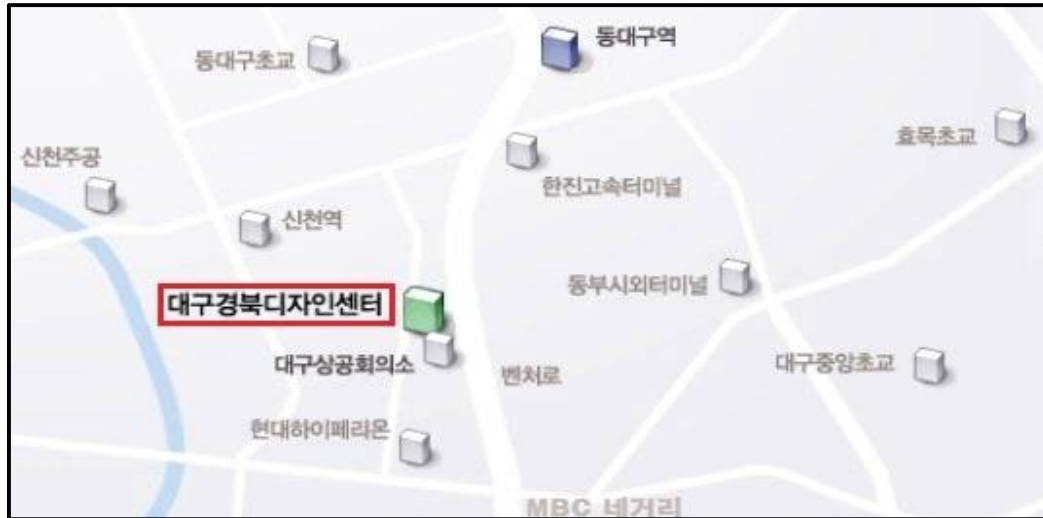 동대구역
동대구초교
효목초교
신천주공
한진고속터미널
신천역
동부시외터미널
대구경북디자인센터
대구상공회의소
벤처로
대구중앙초교
현대하이페리온
MBC 네거리